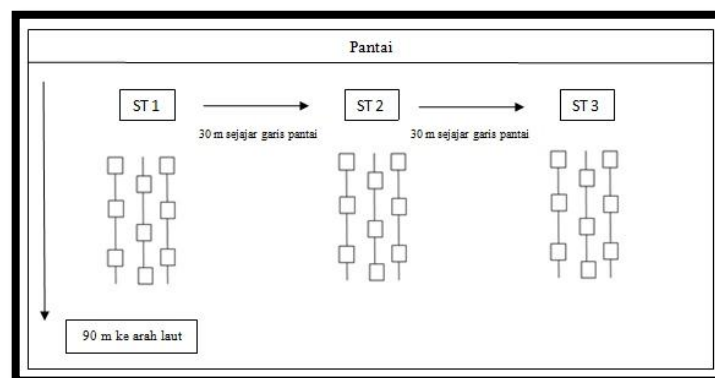 Pantai
ST 1
ST 2
ST 3
30 m sejajar garis pantai
30 m sejajar garis pantai
90 m ke arah laut